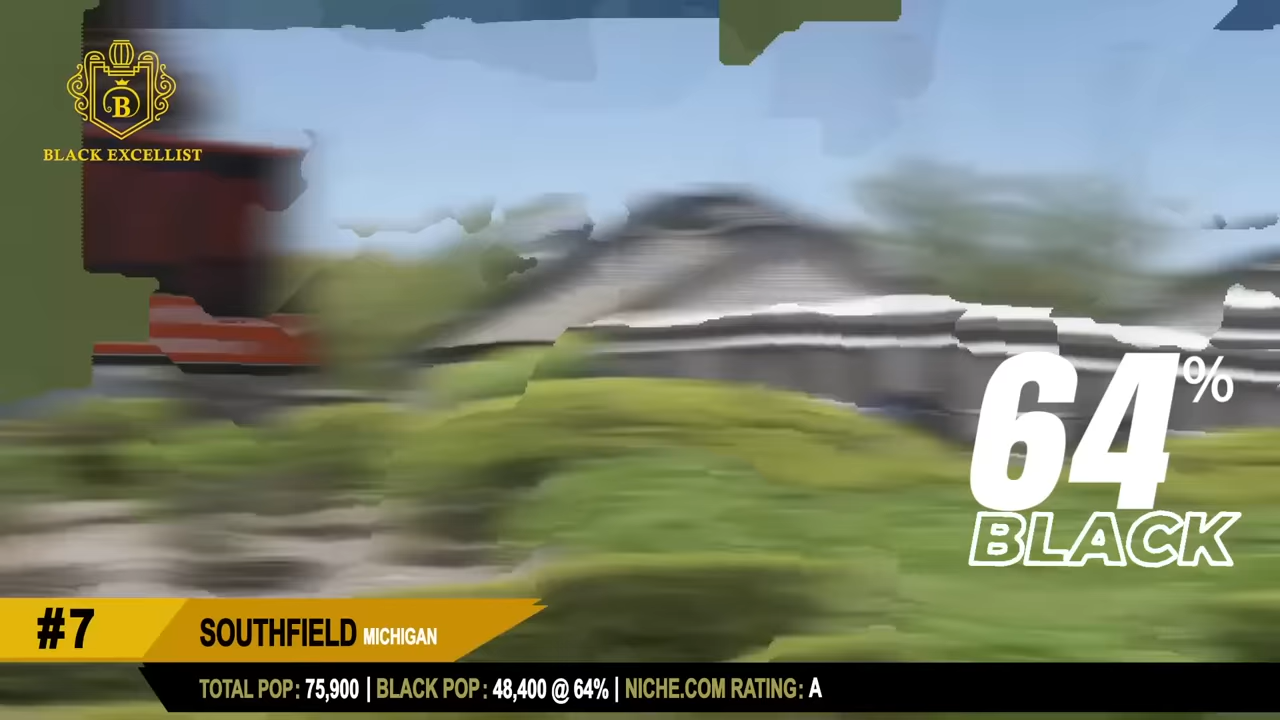 B
BLACK EXCELLIST
64%
BLACK
#7 SOUTHFIELD MICHIGAN
TOTAL POP: 75,900 | BLACK POP: 48,400 @ 64% | NICHE.COM RATING: A